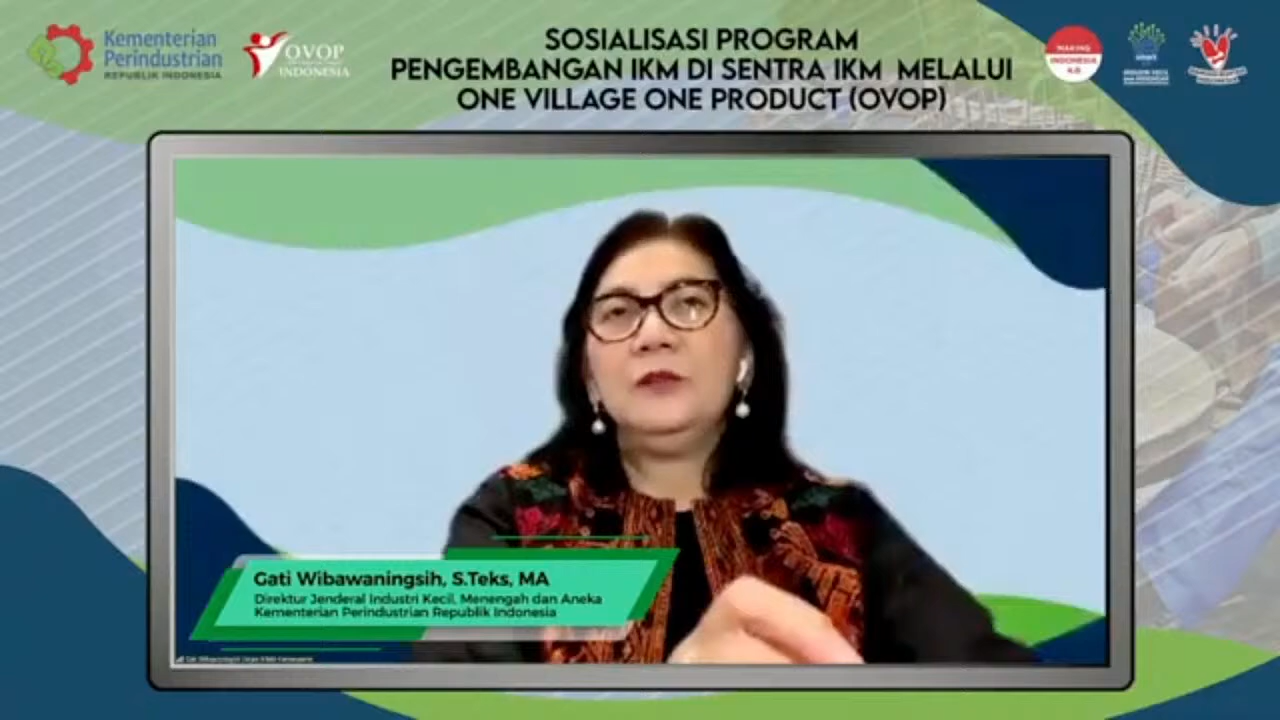 Kementerian
Perindustrian
REPUBLIK INDONESIA
OVOP
INDONESIA
SOSIALISASI PROGRAM
PENGEMBANGAN IKM DI SENTRA IKM MELALUI
ONE VILLAGE ONE PRODUCT (OVOP)
MAKING
INDONESIA
4.0
Gati Wibawaningsih, S.Teks, MA
Direktur Jenderal Industri Kecil, Menengah dan Aneka
Kementerian Perindustrian Republik Indonesia